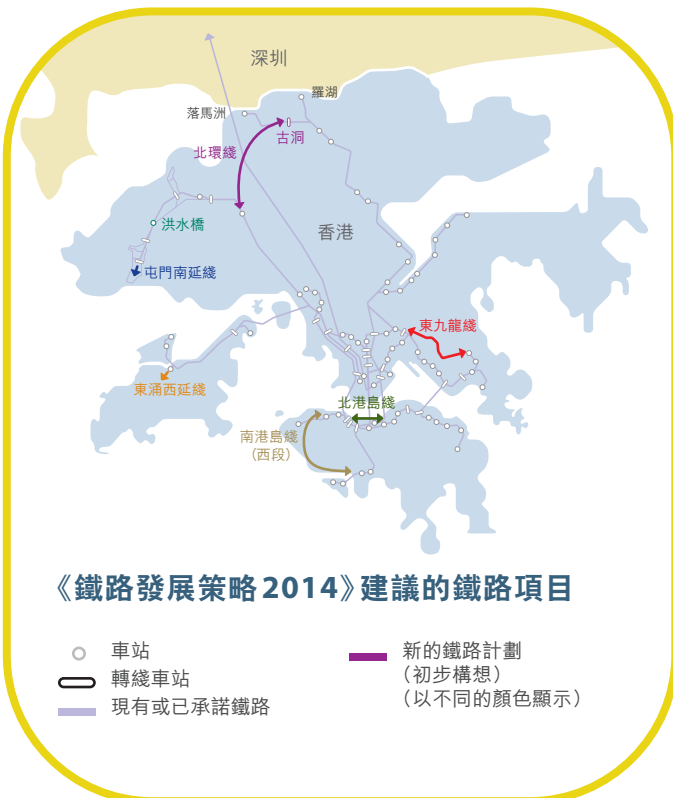 深圳
羅湖
落馬洲
古洞
北環綫
洪水橋
香港
屯門南延綫
東九龍綫
東涌西延綫
北港島綫
南港島綫
(西段)
《鐵路發展策略2014》建議的鐵路項目
車站
轉綫車站
現有或已承諾鐵路
新的鐵路計劃
(初步構想)
(以不同的顏色顯示)